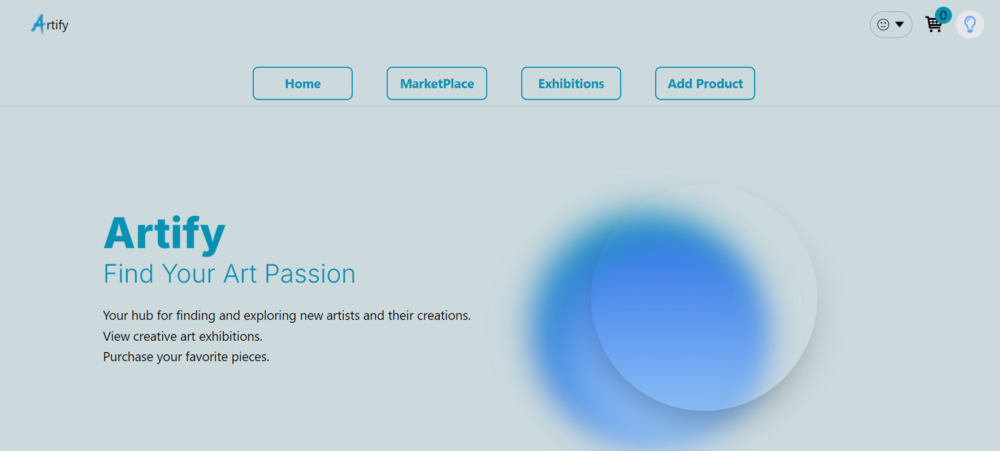 Artify
0
Home
MarketPlace
Exhibitions
Add Product
Artify
Find Your Art Passion
Your hub for finding and exploring new artists and their creations.
View creative art exhibitions.
Purchase your favorite pieces.